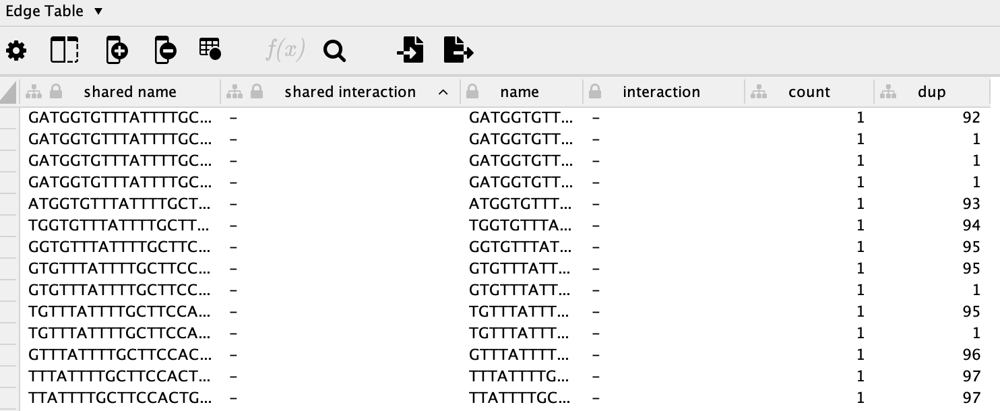 Edge Table ▼
f(x)
shared name shared interaction name interaction count dup
GATGGTGTTTATTTTGC... – GATGGTGTT... – 1 92
GATGGTGTTTATTTTGC... – GATGGTGTT... – 1 1
GATGGTGTTTATTTTGC... – GATGGTGTT... – 1 1
GATGGTGTTTATTTTGC... – GATGGTGTT... – 1 1
ATGGTGTTTATTTTGCT... – ATGGTGTTT... – 1 93
TGGTGTTTATTTTGCTT... – TGGTGTTTA... – 1 94
GGTGTTTATTTTGCTTC... – GGTGTTTAT... – 1 95
GTGTTTATTTTGCTTCC... – GTGTTTATT... – 1 95
GTGTTTATTTTGCTTCC... – GTGTTTATT... – 1 1
TGTTTATTTTGCTTCCA... – TGTTTATTT... – 1 95
TGTTTATTTTGCTTCCA... – TGTTTATTT... – 1 1
GTTTATTTTGCTTCCAC... – GTTTATTTT... – 1 96
TTTATTTTGCTTCCACT... – TTTATTTTG... – 1 97
TTATTTTGCTTCCACTG... – TTATTTTGC... – 1 97